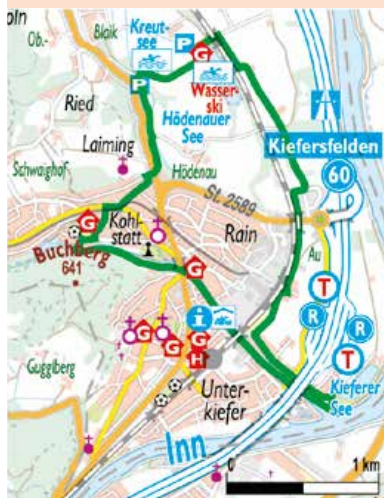 oln
Ob.-
Blaik
Kreut-
see
P
G
P
Wasser-
ski
Ried
Hödenauer
See
Laiming
Kiefersfelden
Schwaighof
Hödenau
60
St. 2589
G
Kohl-
statt
Rain
Au
Buchberg
641
G
T
R
R
i
T
G
G
G
H
Guggiberg
Unter-
kiefer
Kieferer
See
Inn
0
1 km